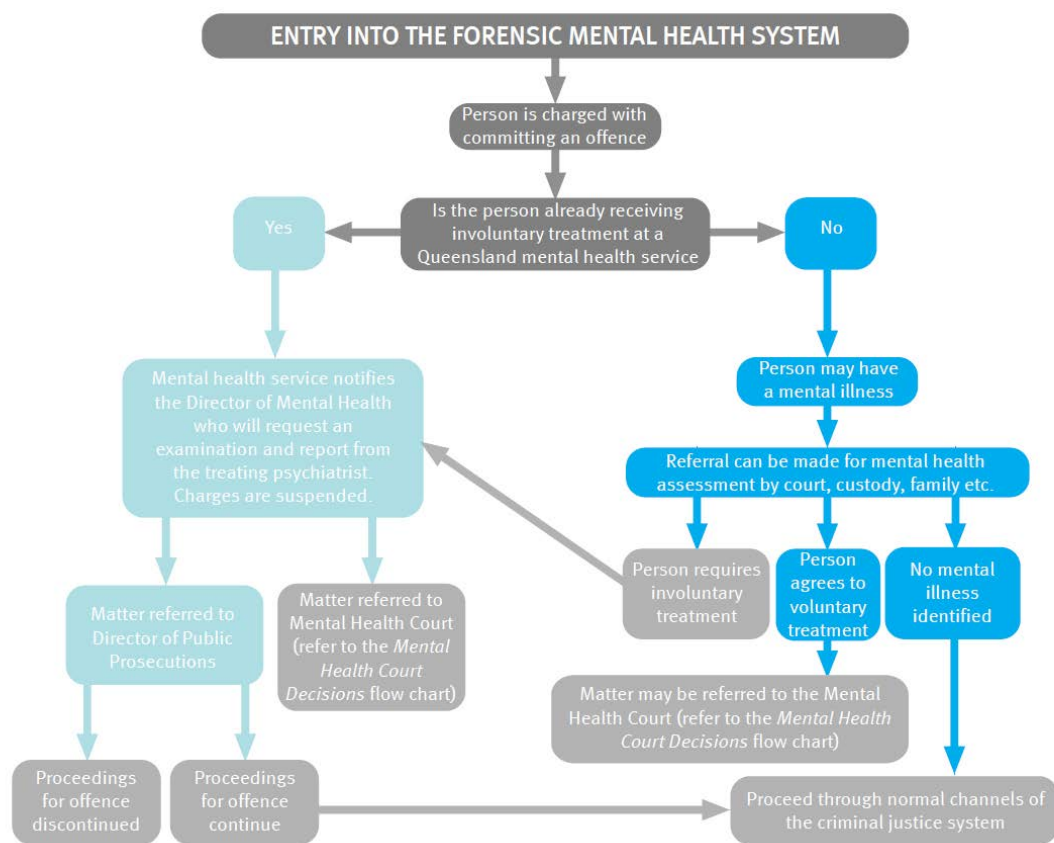 ENTRY INTO THE FORENSIC MENTAL HEALTH SYSTEM
Person is charged with
committing an offence
Is the person already receiving
involuntary treatment at a
Queensland mental health service
Yes
No
Mental health service notifies
the Director of Mental Health
who will request an
examination and report from
the treating psychiatrist.
Charges are suspended.
Person may have
a mental illness
Referral can be made for mental health
assessment by court, custody, family etc.
Person requires
involuntary
treatment
Person
agrees to
voluntary
treatment
No mental
illness
identified
Matter referred to
Director of Public
Prosecutions
Matter referred to
Mental Health Court
(refer to the Mental
Health Court
Decisions flow chart)
Matter may be referred to the Mental
Health Court (refer to the Mental Health
Court Decisions flow chart)
Proceedings
for offence
discontinued
Proceedings
for offence
continue
Proceed through normal channels of
the criminal justice system